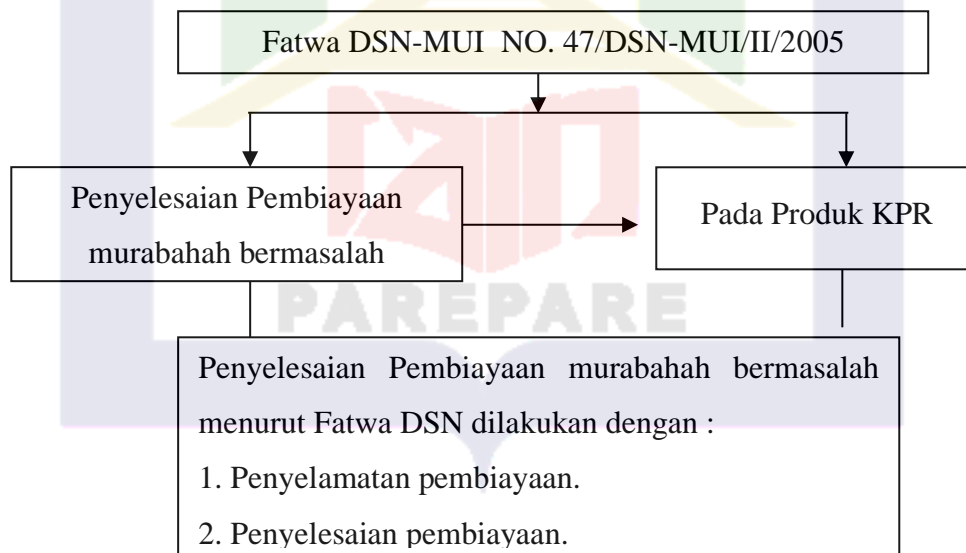 Fatwa DSN-MUI NO. 47/DSN-MUI/II/2005
Penyelesaian Pembiayaan
murabahah bermasalah
Pada Produk KPR
PAREPARE
Penyelesaian Pembiayaan murabahah bermasalah
menurut Fatwa DSN dilakukan dengan :
1. Penyelamatan pembiayaan.
2. Penyelesaian pembiayaan.